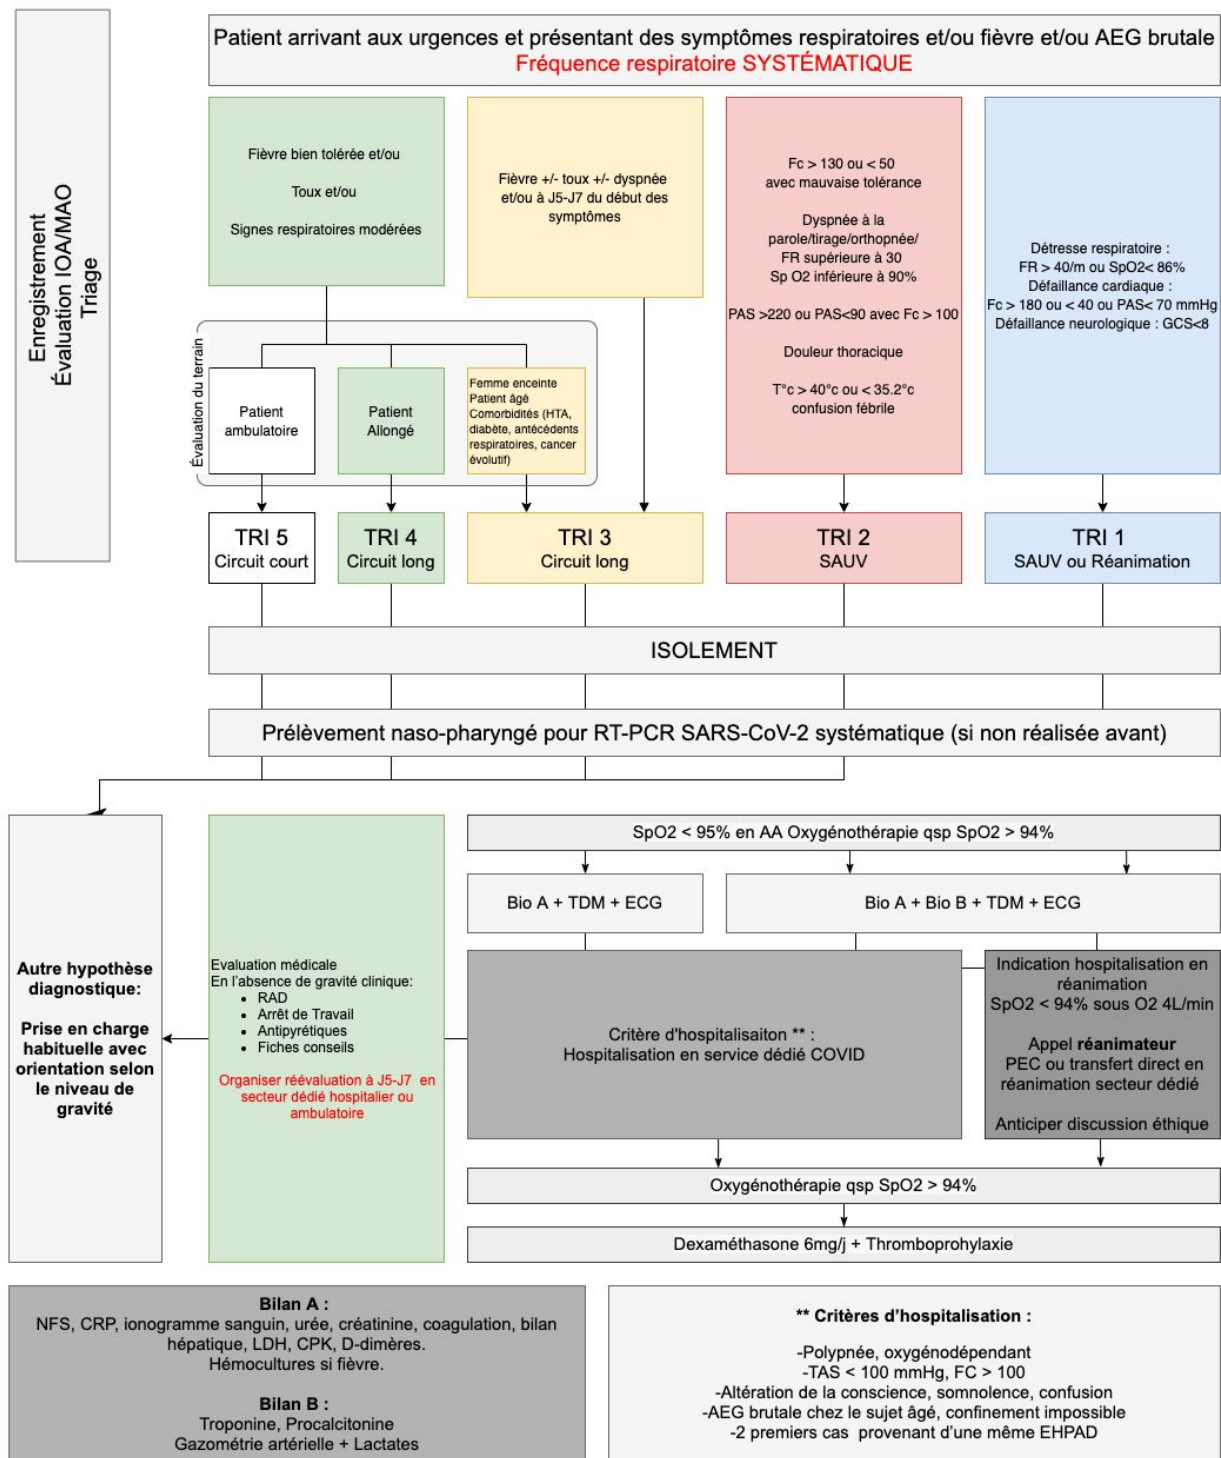 Patient arrivant aux urgences et présentant des symptômes respiratoires et/ou fièvre et/ou AEG brutale
Fréquence respiratoire SYSTÉMATIQUE
Enregistrement
Évaluation IOA/MAO
Triage
Fièvre bien tolérée et/ou
Toux et/ou
Signes respiratoires modérées
Fièvre +/- toux +/- dyspnée
et/ou à J5-J7 du début des
symptômes
Fc > 130 ou < 50
avec mauvaise tolérance
Dyspnée à la
parole/tirage/orthopnée/
FR supérieure à 30
Sp O2 inférieure à 90%
PAS >220 ou PAS<90 avec Fc > 100
Douleur thoracique
T°c > 40°c ou < 35.2°c
confusion fébrile
Détresse respiratoire :
FR > 40/m ou SpO2< 86%
Défaillance cardiaque :
Fc > 180 ou < 40 ou PAS< 70 mmHg
Défaillance neurologique : GCS<8
Évaluation du terrain
Patient
ambulatoire
Patient
Allongé
Femme enceinte
Patient âgé
Comorbidités (HTA,
diabète, antécédents
respiratoires, cancer
évolutif)
TRI 5
Circuit court
TRI 4
Circuit long
TRI 3
Circuit long
TRI 2
SAUV
TRI 1
SAUV ou Réanimation
ISOLEMENT
Prélèvement naso-pharyngé pour RT-PCR SARS-CoV-2 systématique (si non réalisée avant)
Autre hypothèse
diagnostique:
Prise en charge
habituelle avec
orientation selon
le niveau de
gravité
Evaluation médicale
En l'absence de gravité clinique:
• RAD
• Arrêt de Travail
• Antipyrétiques
• Fiches conseils
Organiser réévaluation à J5-J7 en
secteur dédié hospitalier ou
ambulatoire
SpO2 < 95% en AA Oxygénothérapie qsp SpO2 > 94%
Bio A + TDM + ECG
Bio A + Bio B + TDM + ECG
Critère d'hospitalisaiton ** :
Hospitalisation en service dédié COVID
Indication hospitalisation en
réanimation
SpO2 < 94% sous O2 4L/min
Appel réanimateur
PEC ou transfert direct en
réanimation secteur dédié
Anticiper discussion éthique
Oxygénothérapie qsp SpO2 > 94%
Dexaméthasone 6mg/j + Thromboprohylaxie
Bilan A :
NFS, CRP, ionogramme sanguin, urée, créatinine, coagulation, bilan
hépatique, LDH, CPK, D-dimères.
Hémocultures si fièvre.
Bilan B :
Troponine, Procalcitonine
Gazométrie artérielle + Lactates
** Critères d'hospitalisation :
-Polypnée, oxygénodépendant
-TAS < 100 mmHg, FC > 100
-Altération de la conscience, somnolence, confusion
-AEG brutale chez le sujet âgé, confinement impossible
-2 premiers cas provenant d'une même EHPAD